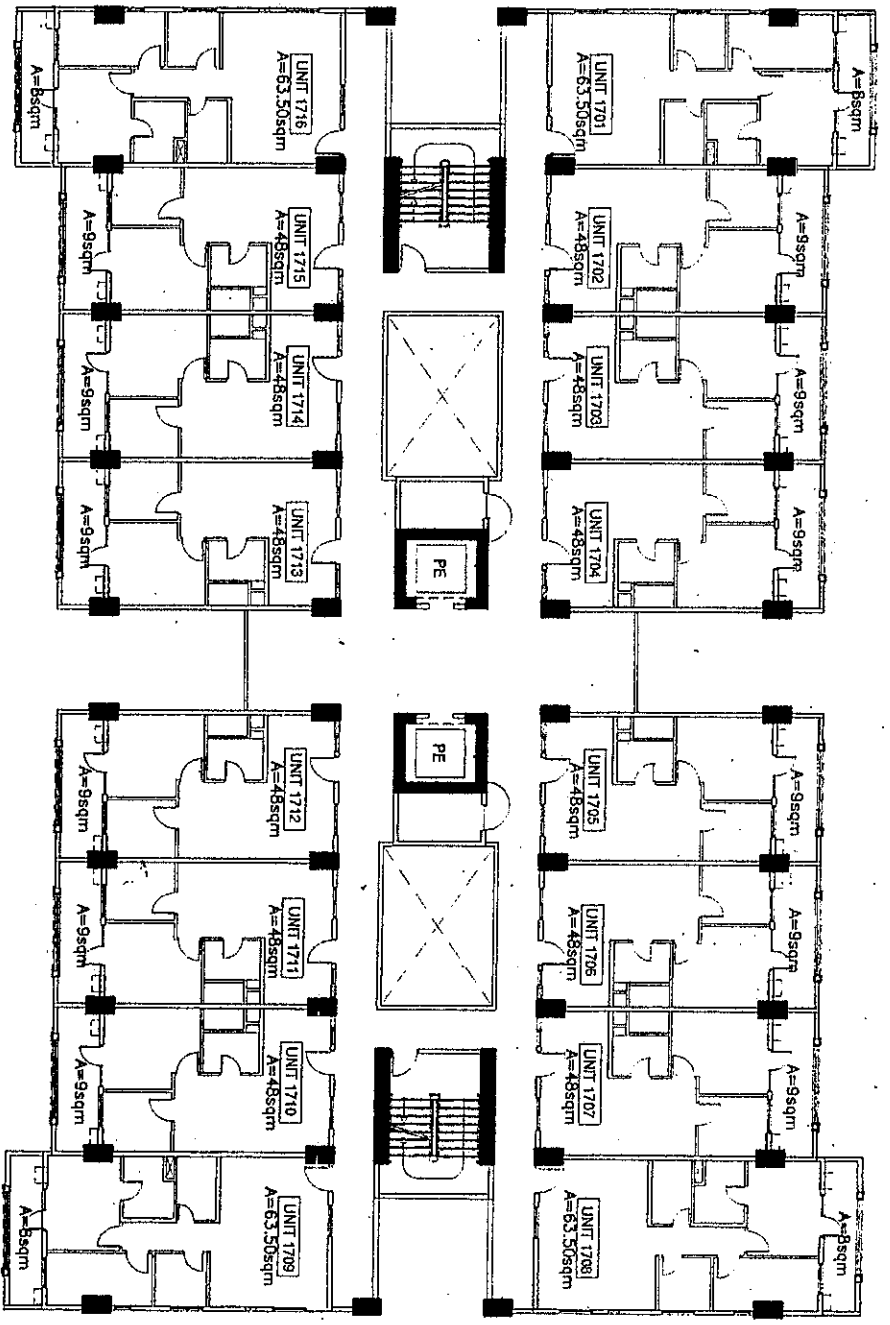 UNIT 1716
A=63.50sqm
A=8sqm
UNIT 1715
A=48sqm
A=9sqm
UNIT 1714
A=48sqm
A=9sqm
UNIT 1713
A=48sqm
A=9sqm
UNIT 1712
A=48sqm
A=9sqm
UNIT 1711
A=48sqm
A=9sqm
UNIT 1710
A=48sqm
A=9sqm
UNIT 1709
A=63.50sqm
A=8sqm
PE
PE
UNIT 1701
A=63.50sqm
A=8sqm
UNIT 1702
A=48sqm
A=9sqm
UNIT 1703
A=48sqm
A=9sqm
UNIT 1704
A=48sqm
A=9sqm
UNIT 1705
A=48sqm
A=9sqm
UNIT 1706
A=48sqm
A=9sqm
UNIT 1707
A=48sqm
A=9sqm
UNIT 1708
A=63.50sqm
A=8sqm